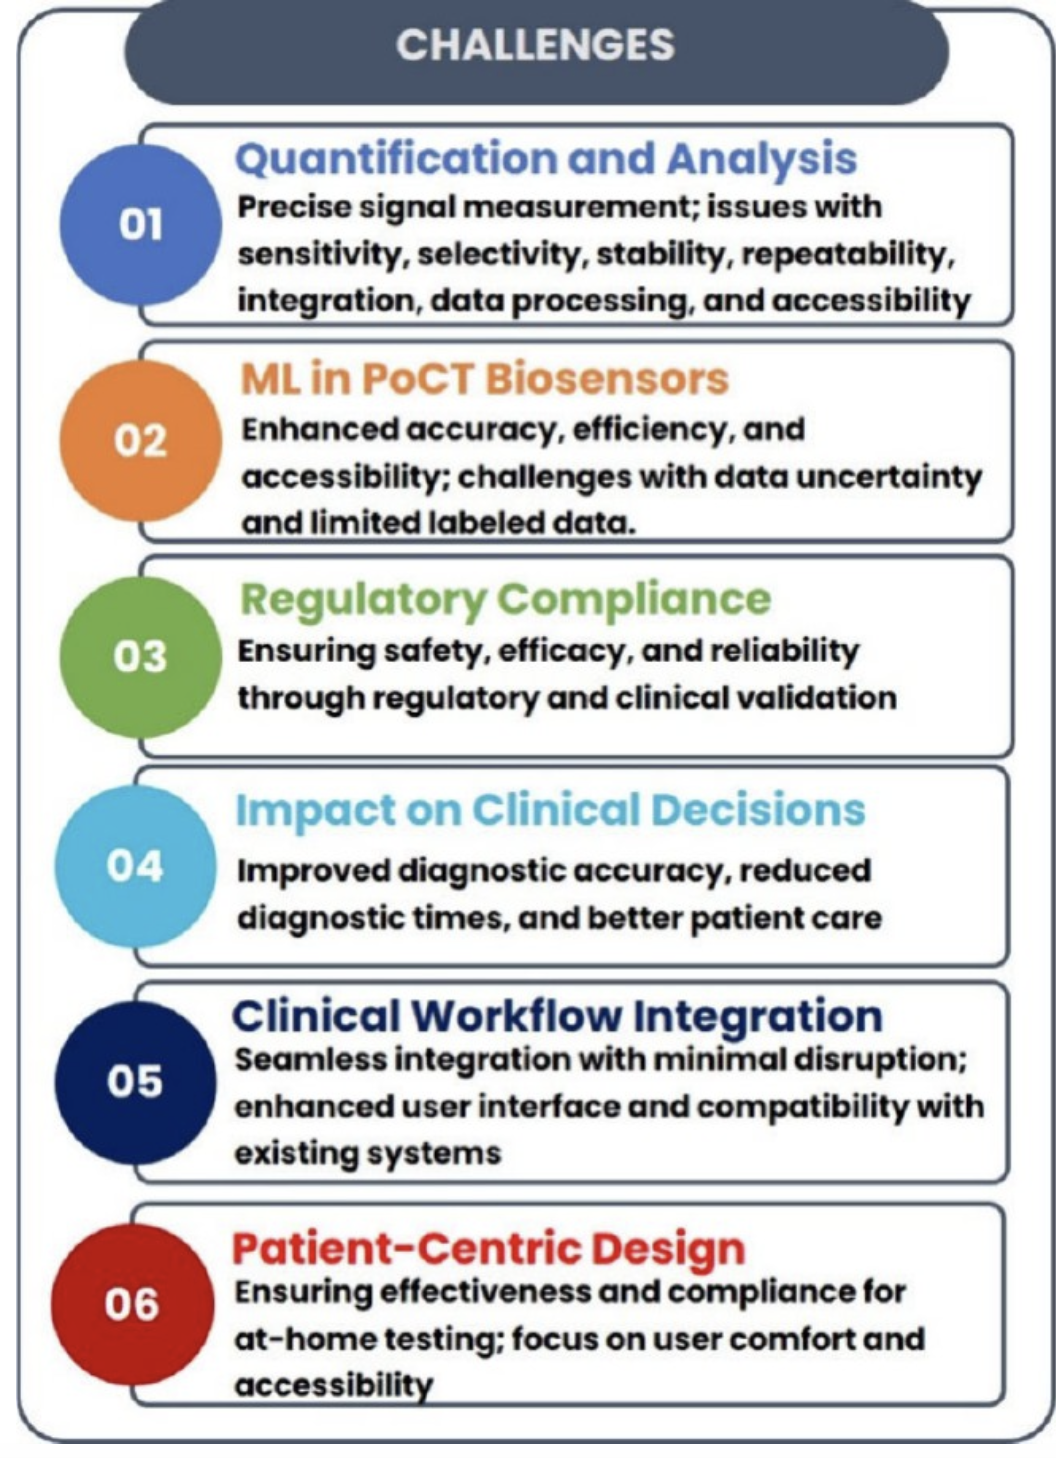 CHALLENGES
01
Quantification and Analysis
Precise signal measurement; issues with
sensitivity, selectivity, stability, repeatability,
integration, data processing, and accessibility
02
ML in PoCT Biosensors
Enhanced accuracy, efficiency, and
accessibility; challenges with data uncertainty
and limited labeled data.
03
Regulatory Compliance
Ensuring safety, efficacy, and reliability
through regulatory and clinical validation
04
Impact on Clinical Decisions
Improved diagnostic accuracy, reduced
diagnostic times, and better patient care
05
Clinical Workflow Integration
Seamless integration with minimal disruption;
enhanced user interface and compatibility with
existing systems
06
Patient-Centric Design
Ensuring effectiveness and compliance for
at-home testing; focus on user comfort and
accessibility